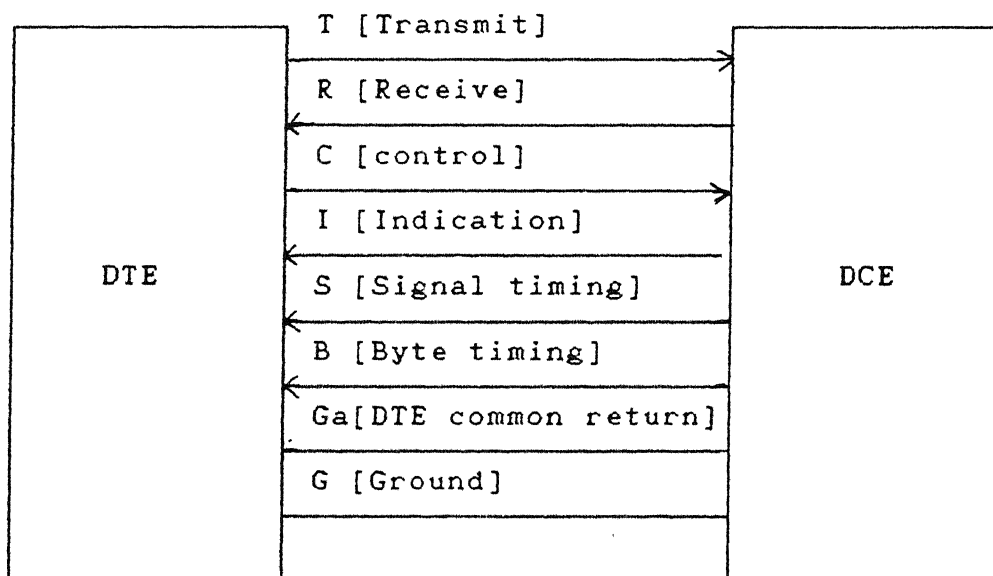 T [Transmit]
R [Receive]
C [control]
I [Indication]
DTE
DCE
S [Signal timing]
B [Byte timing]
Ga[DTE common return]
G [Ground]